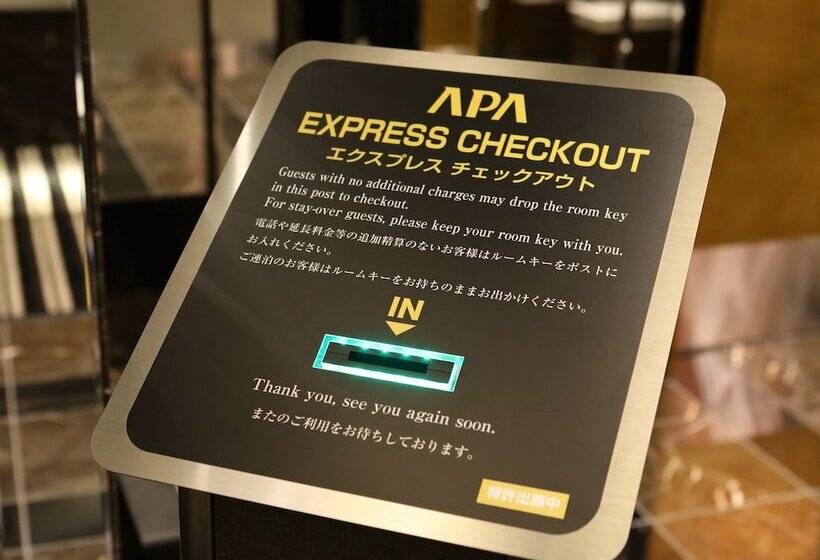 APA
EXPRESS CHECKOUT
エクスプレス チェックアウト
Guests with no additional charges may drop the room key
in this post to checkout.
For stay-over guests, please keep your room key with you.
電話や延長料金等の追加精算のないお客様はルームキーをポストに
お入れください。
ご連泊のお客様はルームキーをお持ちのままお出かけください。
IN
Thank you, see you again soon.
またのご利用をお待ちしております。
特許出願中